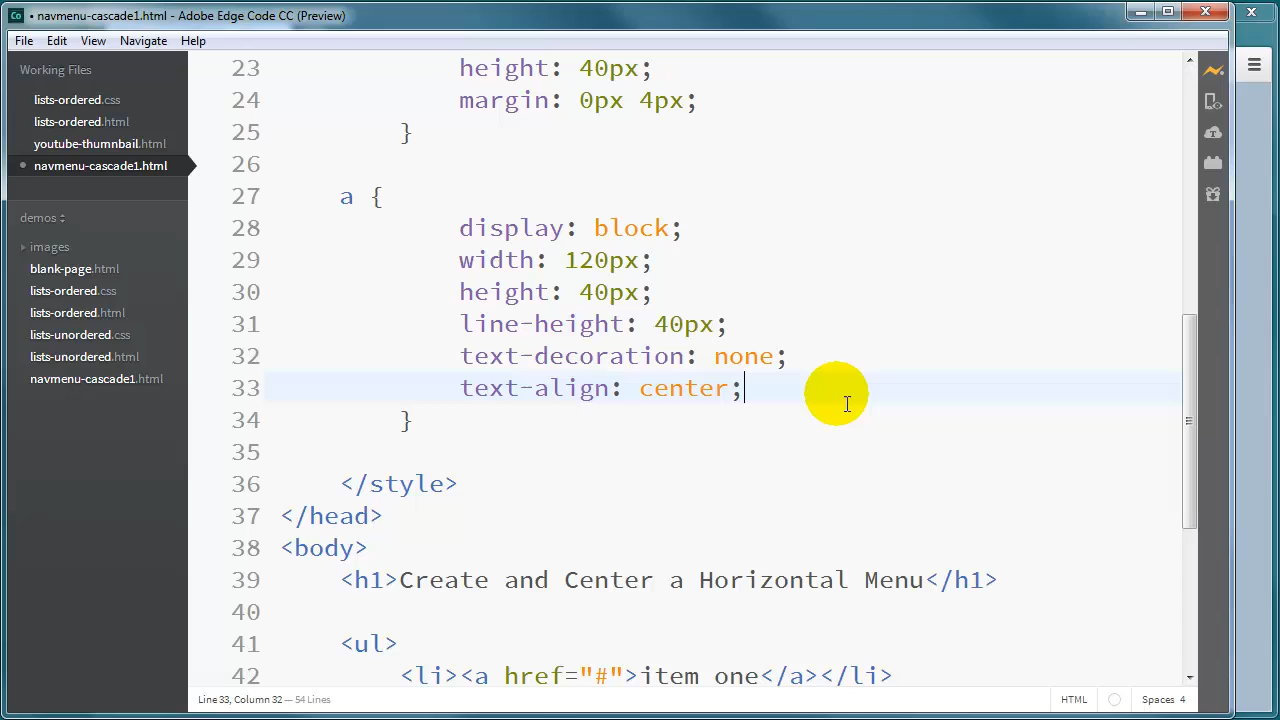 navmenu-cascade1.html - Adobe Edge Code CC (Preview)
File Edit View Navigate Help
Working Files
lists-ordered.css
lists-ordered.html
youtube-thumnbail.html
navmenu-cascade1.html
demos
images
blank-page.html
lists-ordered.css
lists-ordered.html
lists-unordered.css
lists-unordered.html
navmenu-cascade1.html
23 height: 40px;
24 margin: 0px 4px;
25 }
26
27 a {
28 display: block;
29 width: 120px;
30 height: 40px;
31 line-height: 40px;
32 text-decoration: none;
33 text-align: center;
34 }
35
36 </style>
37 </head>
38 <body>
39 <h1>Create and Center a Horizontal Menu</h1>
40
41 <ul>
42 <li><a href="#">item one</a></li>
Line 33, Column 32 — 54 Lines HTML Spaces 4